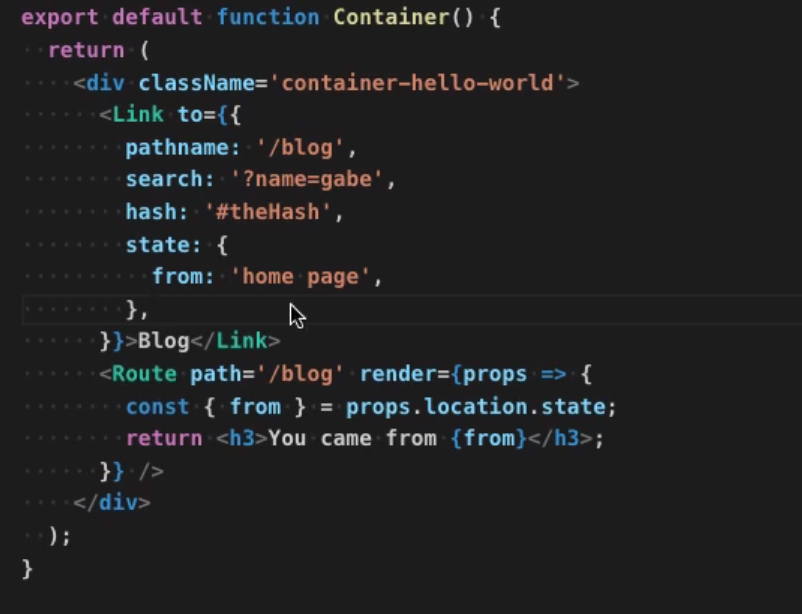 export default function Container() {
  return (
    <div className='container-hello-world'>
      <Link to={{
        pathname: '/blog',
        search: '?name=gabe',
        hash: '#theHash',
        state: {
          from: 'home page',
        },
      }}>Blog</Link>
      <Route path='/blog' render={props => {
        const { from } = props.location.state;
        return <h3>You came from {from}</h3>;
      }} />
    </div>
  );
}